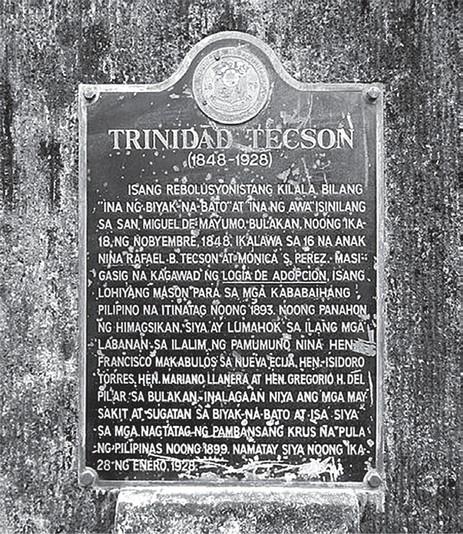 TRINIDAD TECSON
(1848-1928)
ISANG REBOLUSYONISTANG KILALA BILANG
"INA NG BIYAK-NA-BATO" AT "INA NG AWA" ISINILANG
SA SAN MIGUEL DE MAYUMO, BULAKAN, NOONG IKA-
18, NG NOBYEMBRE, 1848. IKALAWA SA 16 NA ANAK
NINA RAFAEL B. TECSON AT MONICA S. PEREZ. MASI-
GASIG NA KAGAWAD NG LOGIA DE ADOPCION, ISANG
LOHIYANG MASON PARA SA MGA KABABAIHANG
PILIPINO NA ITINATAG NOONG 1893. NOONG PANAHON
NG HIMAGSIKAN, SIYA AY LUMAHOK SA ILANG MGA
LABANAN SA ILALIM NG PAMUMUNO NINA HEN.
FRANCISCO MAKABULOS SA NUEVA ECIJA, HEN. ISIDORO
TORRES, HEN. MARIANO LLANERA AT HEN. GREGORIO H. DEL
PILAR SA BULAKAN. INALAGAAN NIYA ANG MGA MAY
SAKIT AT SUGATAN SA BIYAK-NA-BATO AT ISA SIYA
SA MGA NAGTATAG NG PAMBANSANG KRUS NA PULA
NG PILIPINAS NOONG 1899. NAMATAY SIYA NOONG IKA-
28 NG ENERO, 1928.